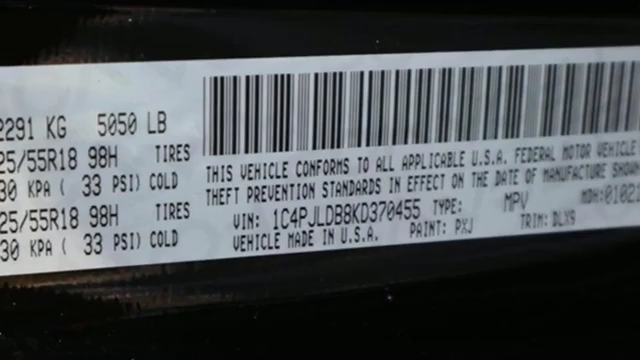 2291 KG 5050 LB
25/55R18 98H TIRES
30 KPA ( 33 PSI) COLD
25/55R18 98H TIRES
30 KPA ( 33 PSI) COLD
THIS VEHICLE CONFORMS TO ALL APPLICABLE U.S.A. FEDERAL MOTOR VEHICLE
THEFT PREVENTION STANDARDS IN EFFECT ON THE DATE OF MANUFACTURE SHOWN
VIN: 1C4PJLDB8KD370455 TYPE: MPV MDH:0102
VEHICLE MADE IN U.S.A. PAINT: PXJ TRIM: DLX9